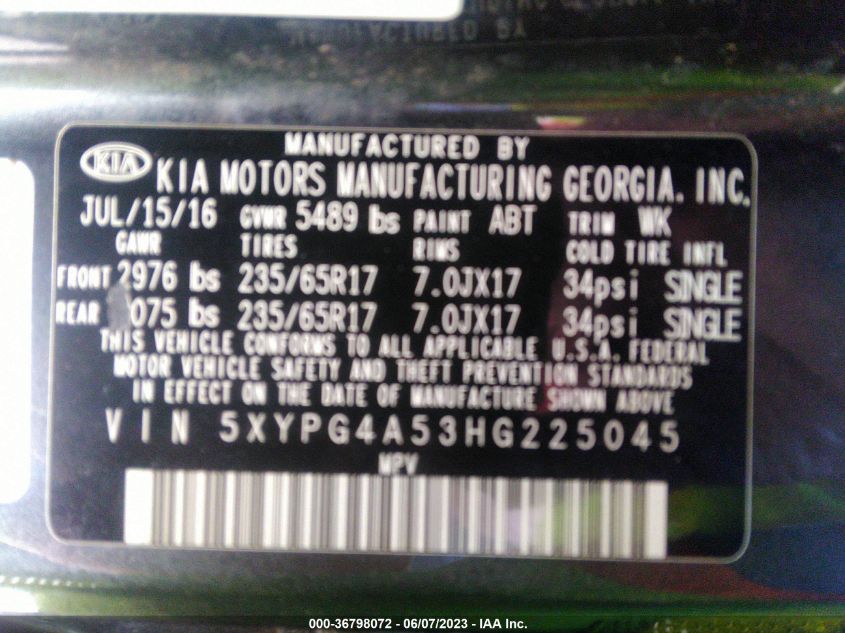 MANUFACTURED BY
KIA KIA MOTORS MANUFACTURING GEORGIA. INC.
JUL/15/16 GVWR 5489 lbs PAINT ABT TRIM WK
GAWR TIRES RIMS COLD TIRE INFL
FRONT 2976 lbs 235/65R17 7.0JX17 34psi SINGLE
REAR 075 lbs 235/65R17 7.0JX17 34psi SINGLE
THIS VEHICLE CONFORMS TO ALL APPLICABLE U.S.A. FEDERAL
MOTOR VEHICLE SAFETY AND THEFT PREVENTION STANDARDS
IN EFFECT ON THE DATE OF MANUFACTURE SHOWN ABOVE
VIN 5XYPG4A53HG225045
MPV
000-36798072 - 06/07/2023 - IAA Inc.